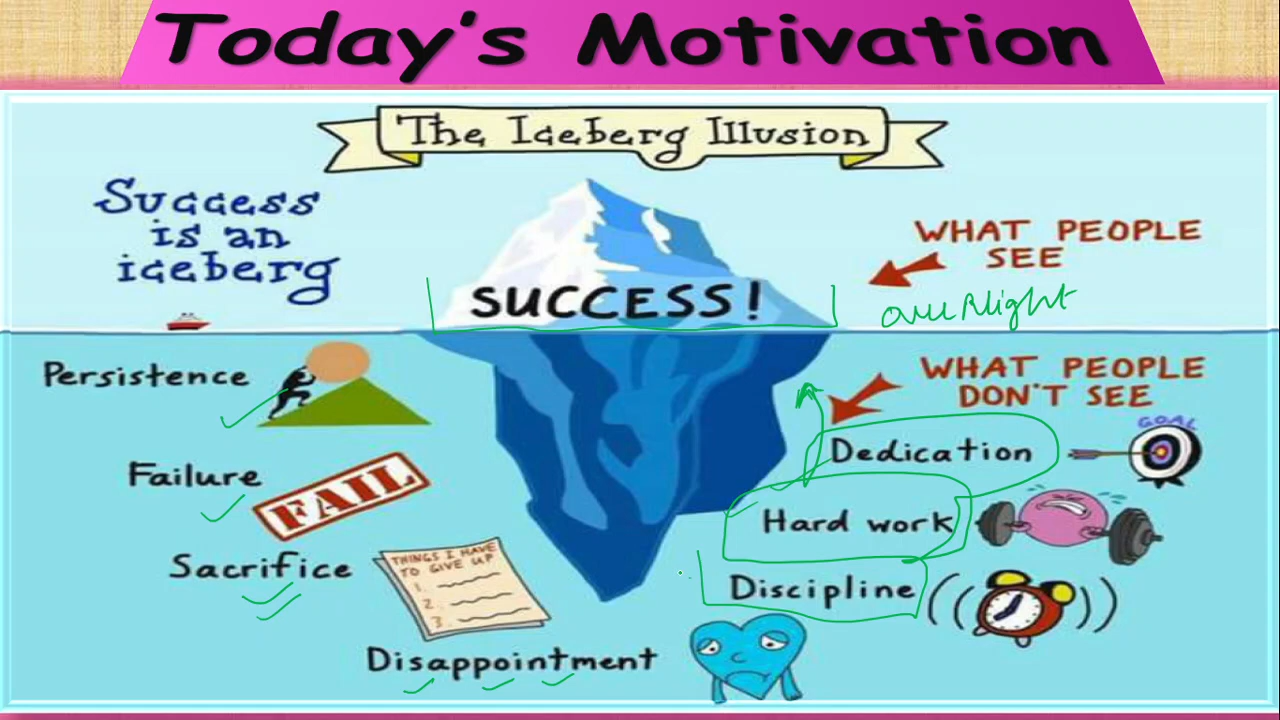 Today's Motivation
The Iceberg Illusion
Success
is an
iceberg
WHAT PEOPLE
SEE
SUCCESS!
Persistence
WHAT PEOPLE
DON'T SEE
GOAL
Dedication
Failure
FAIL
Hard work
Sacrifice
THINGS I HAVE
TO GIVE UP
1.
2.
3.
Discipline
Disappointment